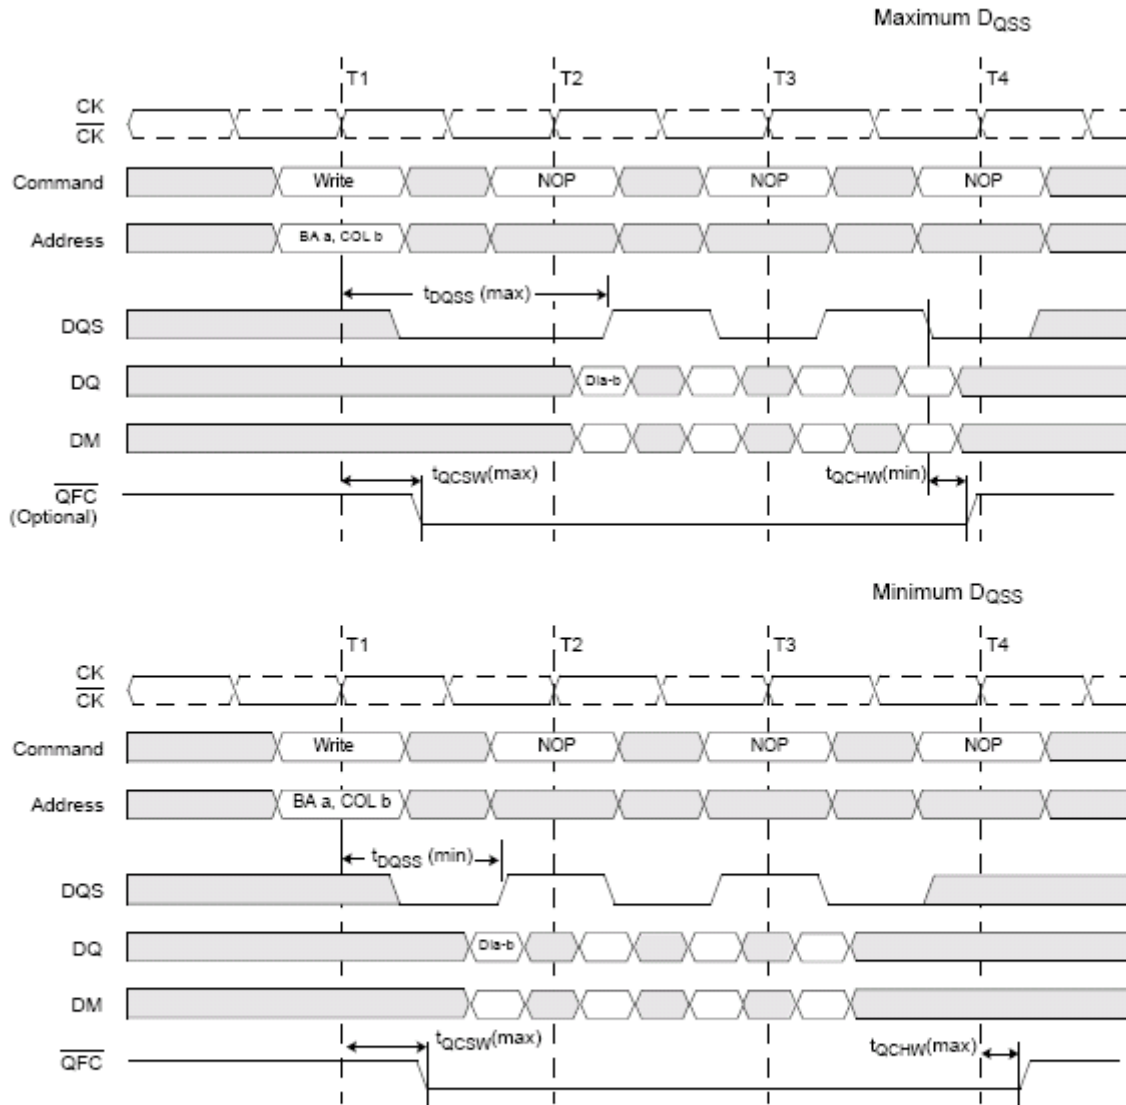 Maximum DQSS
T1 T2 T3 T4
CK
CK
Command Write NOP NOP NOP
Address BA a, COL b
tDQSS (max)
DQS
DQ Dla-b
DM
tQCSW(max) tQCHW(min)
QFC
(Optional)
Minimum DQSS
T1 T2 T3 T4
CK
CK
Command Write NOP NOP NOP
Address BA a, COL b
tDQSS (min)
DQS
DQ Dla-b
DM
tQCSW(max) tQCHW(max)
QFC